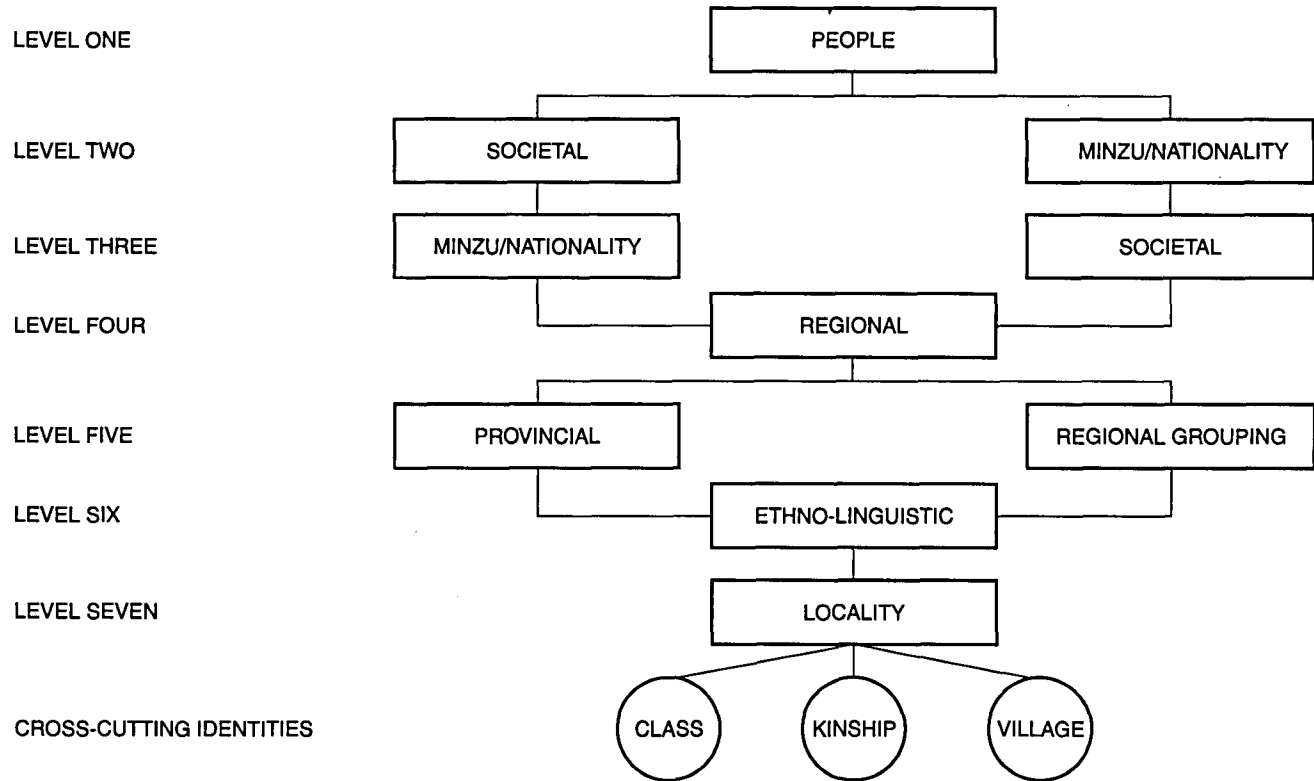 LEVEL ONE
PEOPLE
LEVEL TWO
SOCIETAL
MINZU/NATIONALITY
LEVEL THREE
MINZU/NATIONALITY
SOCIETAL
LEVEL FOUR
REGIONAL
LEVEL FIVE
PROVINCIAL
REGIONAL GROUPING
LEVEL SIX
ETHNO-LINGUISTIC
LEVEL SEVEN
LOCALITY
CROSS-CUTTING IDENTITIES
CLASS
KINSHIP
VILLAGE